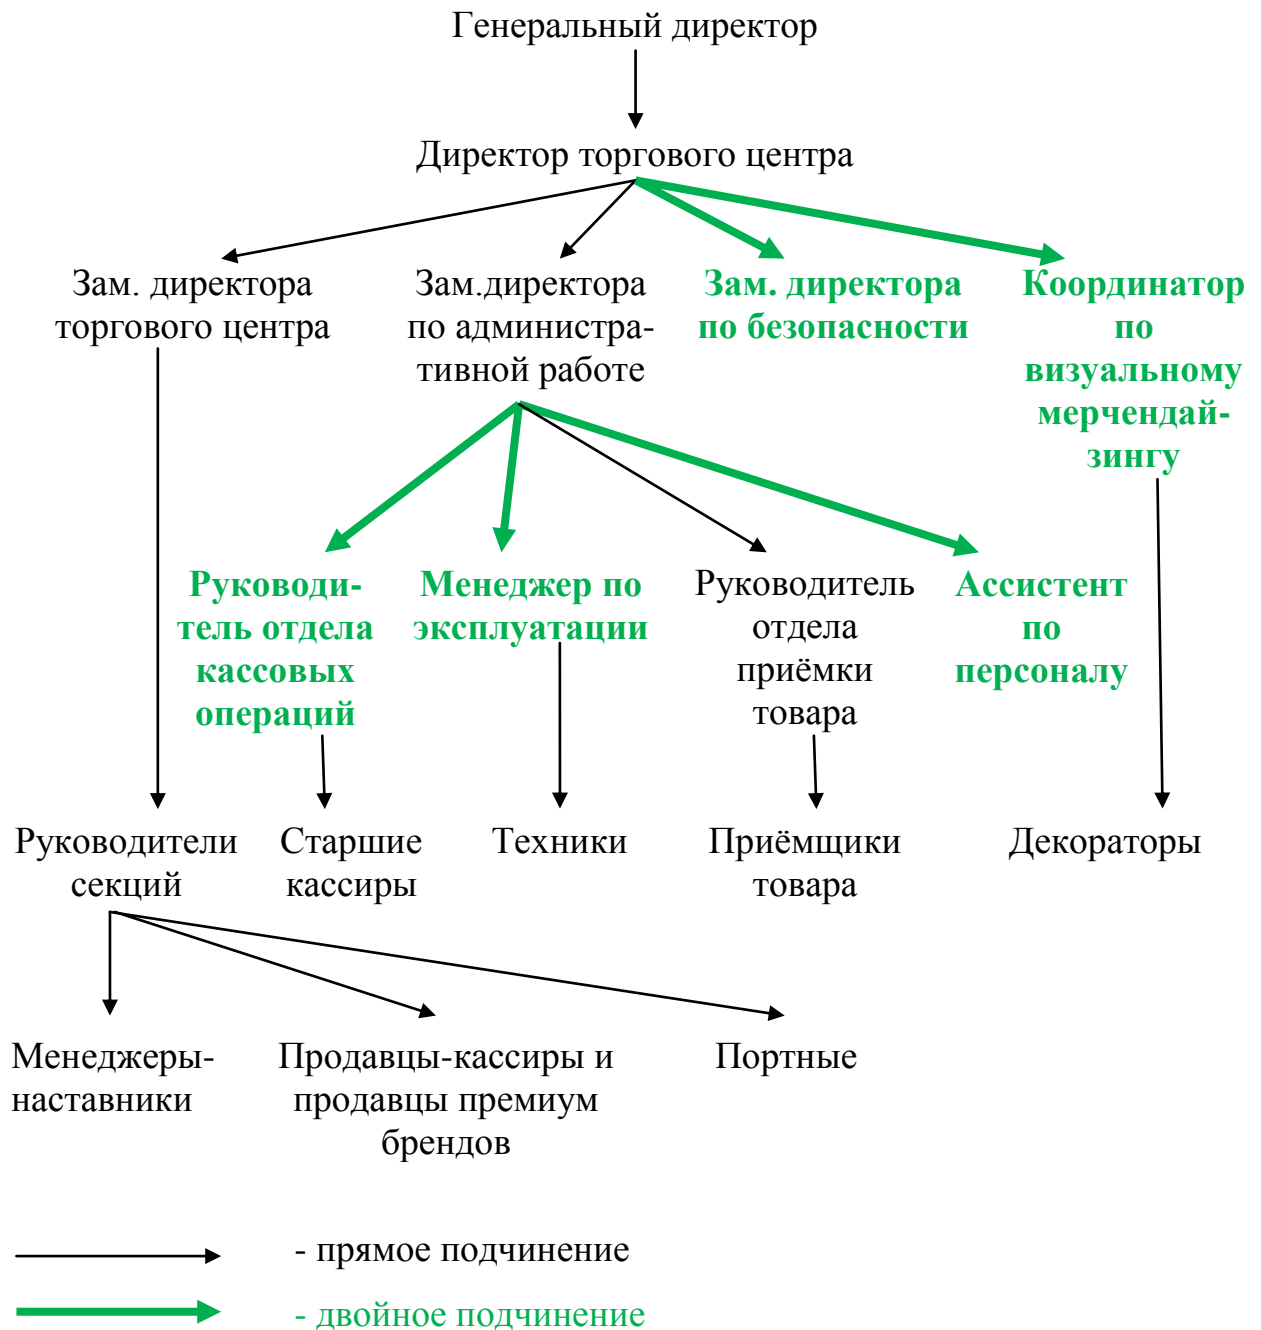 Генеральный директор
Директор торгового центра
Зам. директора
торгового центра
Зам.директора
по администра-
тивной работе
Зам. директора
по безопасности
Координатор
по
визуальному
мерчендай-
зингу
Руководи-
тель отдела
кассовых
операций
Менеджер по
эксплуатации
Руководитель
отдела
приёмки
товара
Ассистент
по
персоналу
Руководители
секций
Старшие
кассиры
Техники
Приёмщики
товара
Декораторы
Менеджеры-
наставники
Продавцы-кассиры и
продавцы премиум
брендов
Портные
- прямое подчинение
- двойное подчинение